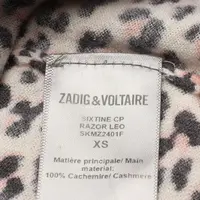 ZADIG&VOLTAIRE
SIXTINE CP
RAZOR LEO
SKMZ2401F
XS
Matière principale/ Main
material:
100% Cachemire/ Cashmere